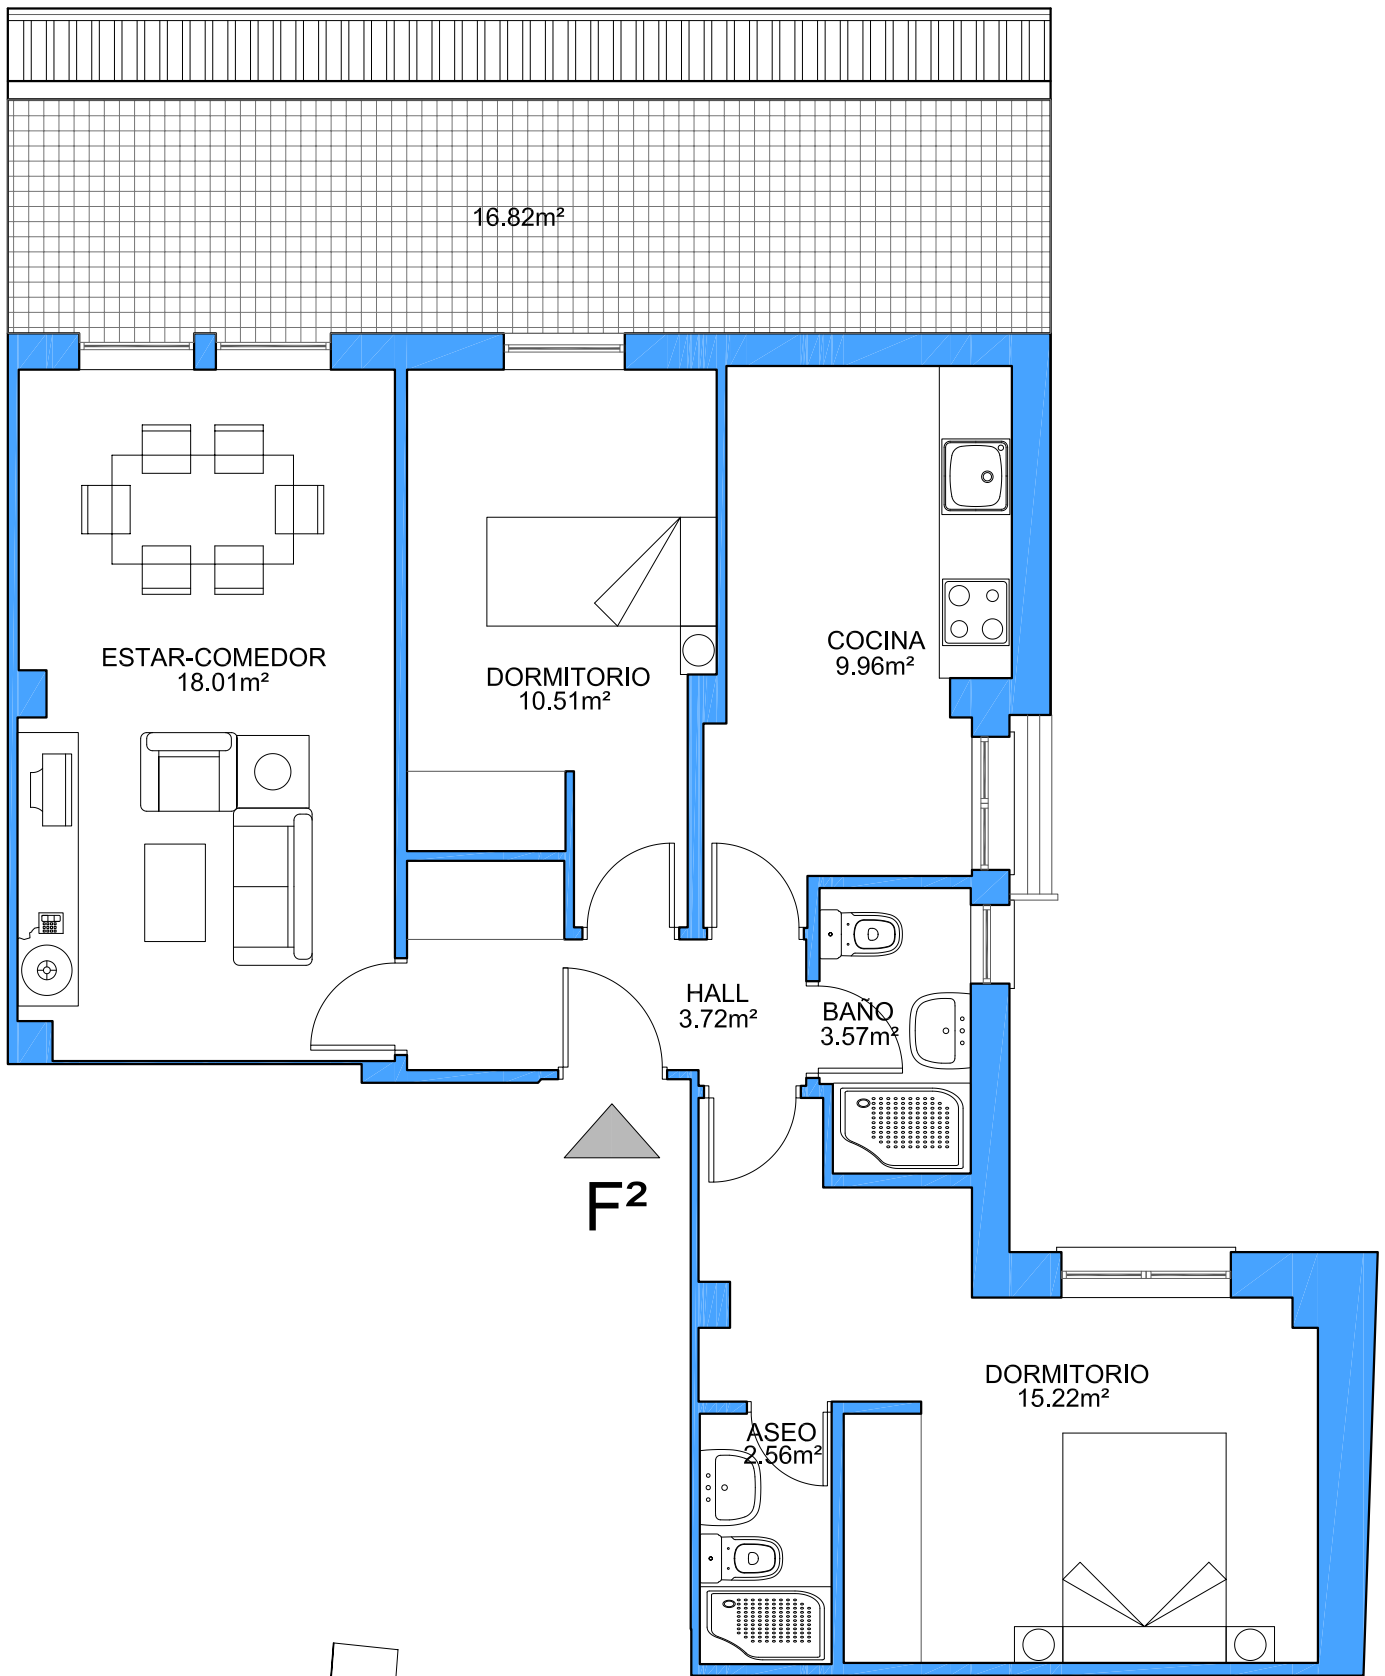 16.82m²
ESTAR-COMEDOR
18.01m²
DORMITORIO
10.51m²
COCINA
9.96m²
HALL
3.72m²
BAÑO
3.57m²
F²
DORMITORIO
15.22m²
ASEO
2.56m²